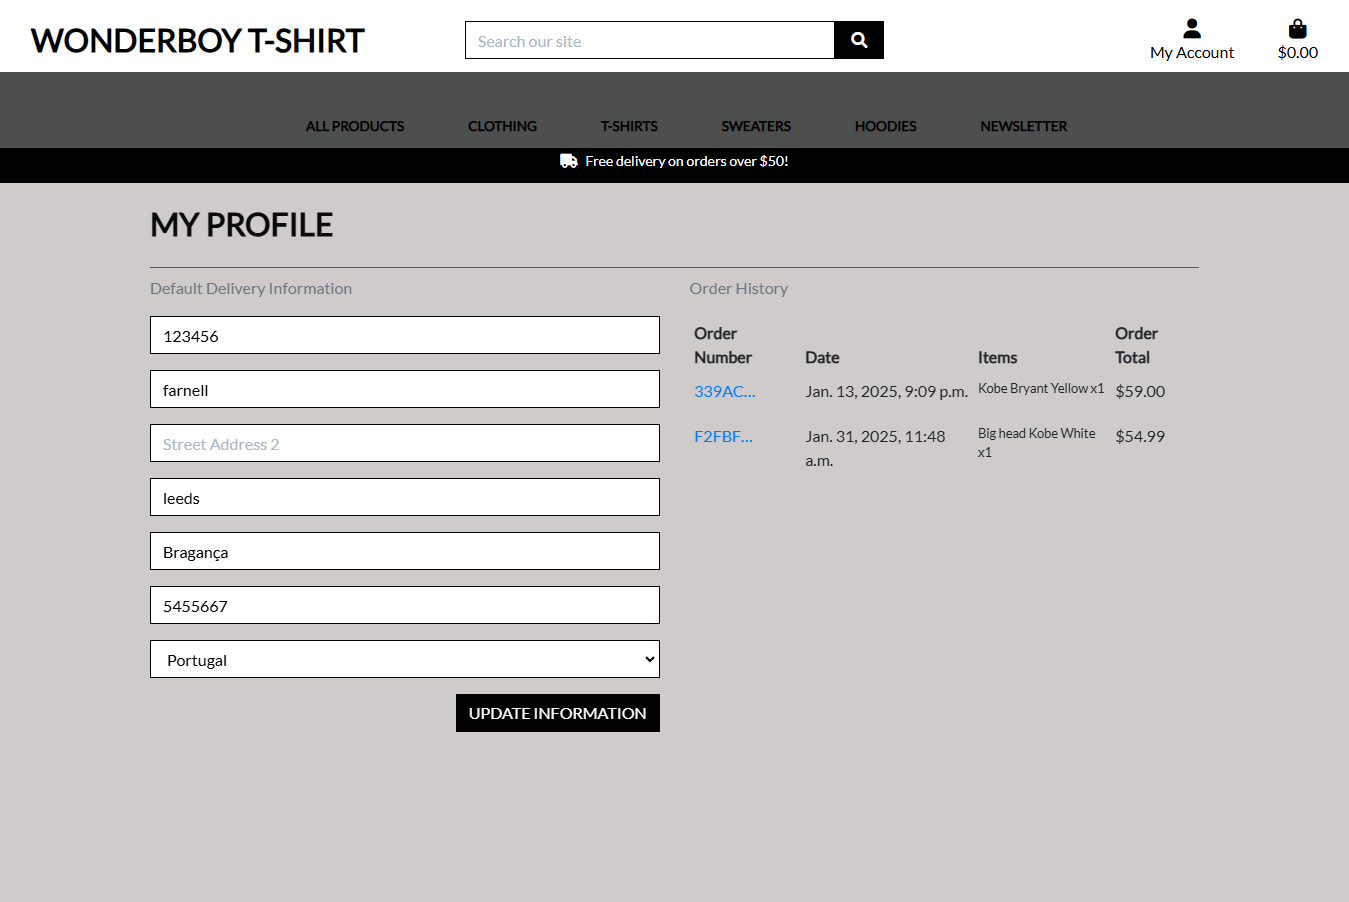 WONDERBOY T-SHIRT
Search our site
My Account
$0.00
ALL PRODUCTS CLOTHING T-SHIRTS SWEATERS HOODIES NEWSLETTER
Free delivery on orders over $50!
MY PROFILE
Default Delivery Information
123456
farnell
Street Address 2
leeds
Bragança
5455667
Portugal
UPDATE INFORMATION
Order History
Order Number Date Items Order Total
339AC... Jan. 13, 2025, 9:09 p.m. Kobe Bryant Yellow x1 $59.00
F2FBF... Jan. 31, 2025, 11:48 a.m. Big head Kobe White x1 $54.99